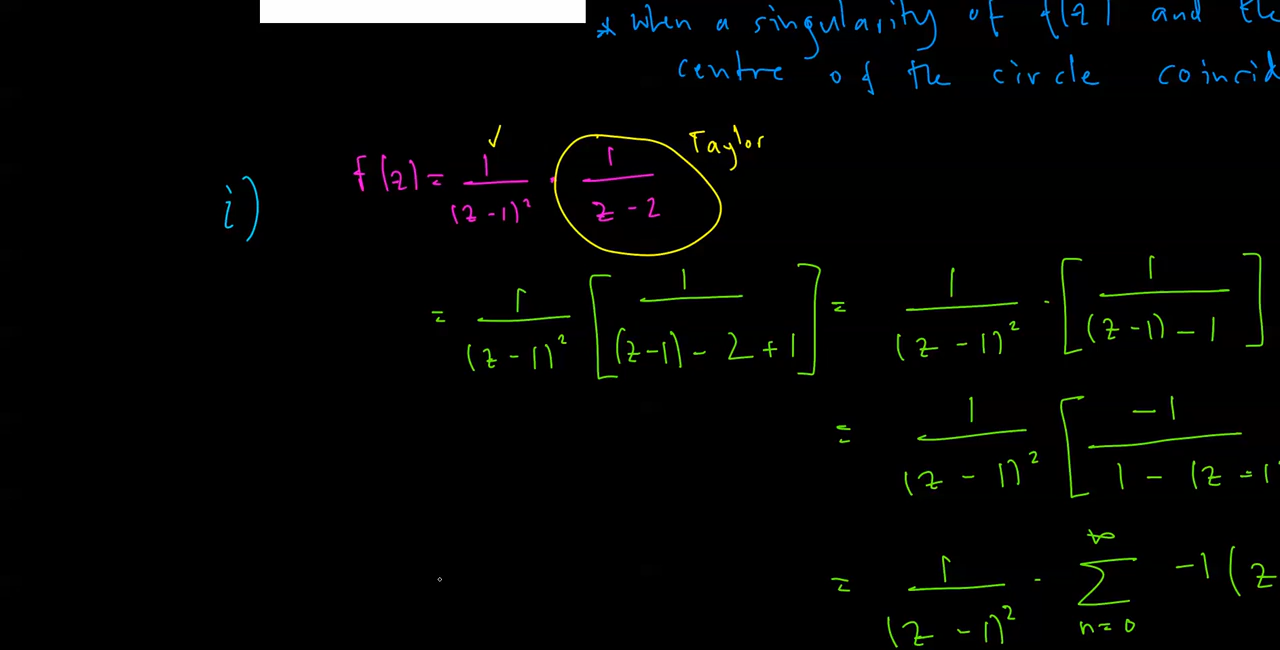 * when a singularity of f(z) and the
centre of the circle coincid
✓
Taylor
i) f(z) = 1/(z-1)² · 1/(z-2)
= 1/(z-1)² [1/((z-1) - 2 + 1)] = 1/(z-1)² · [1/((z-1) - 1)]
= 1/(z-1)² [-1/(1 - (z-1
= 1/(z-1)² · ∑ n=0 ∞ -1(z